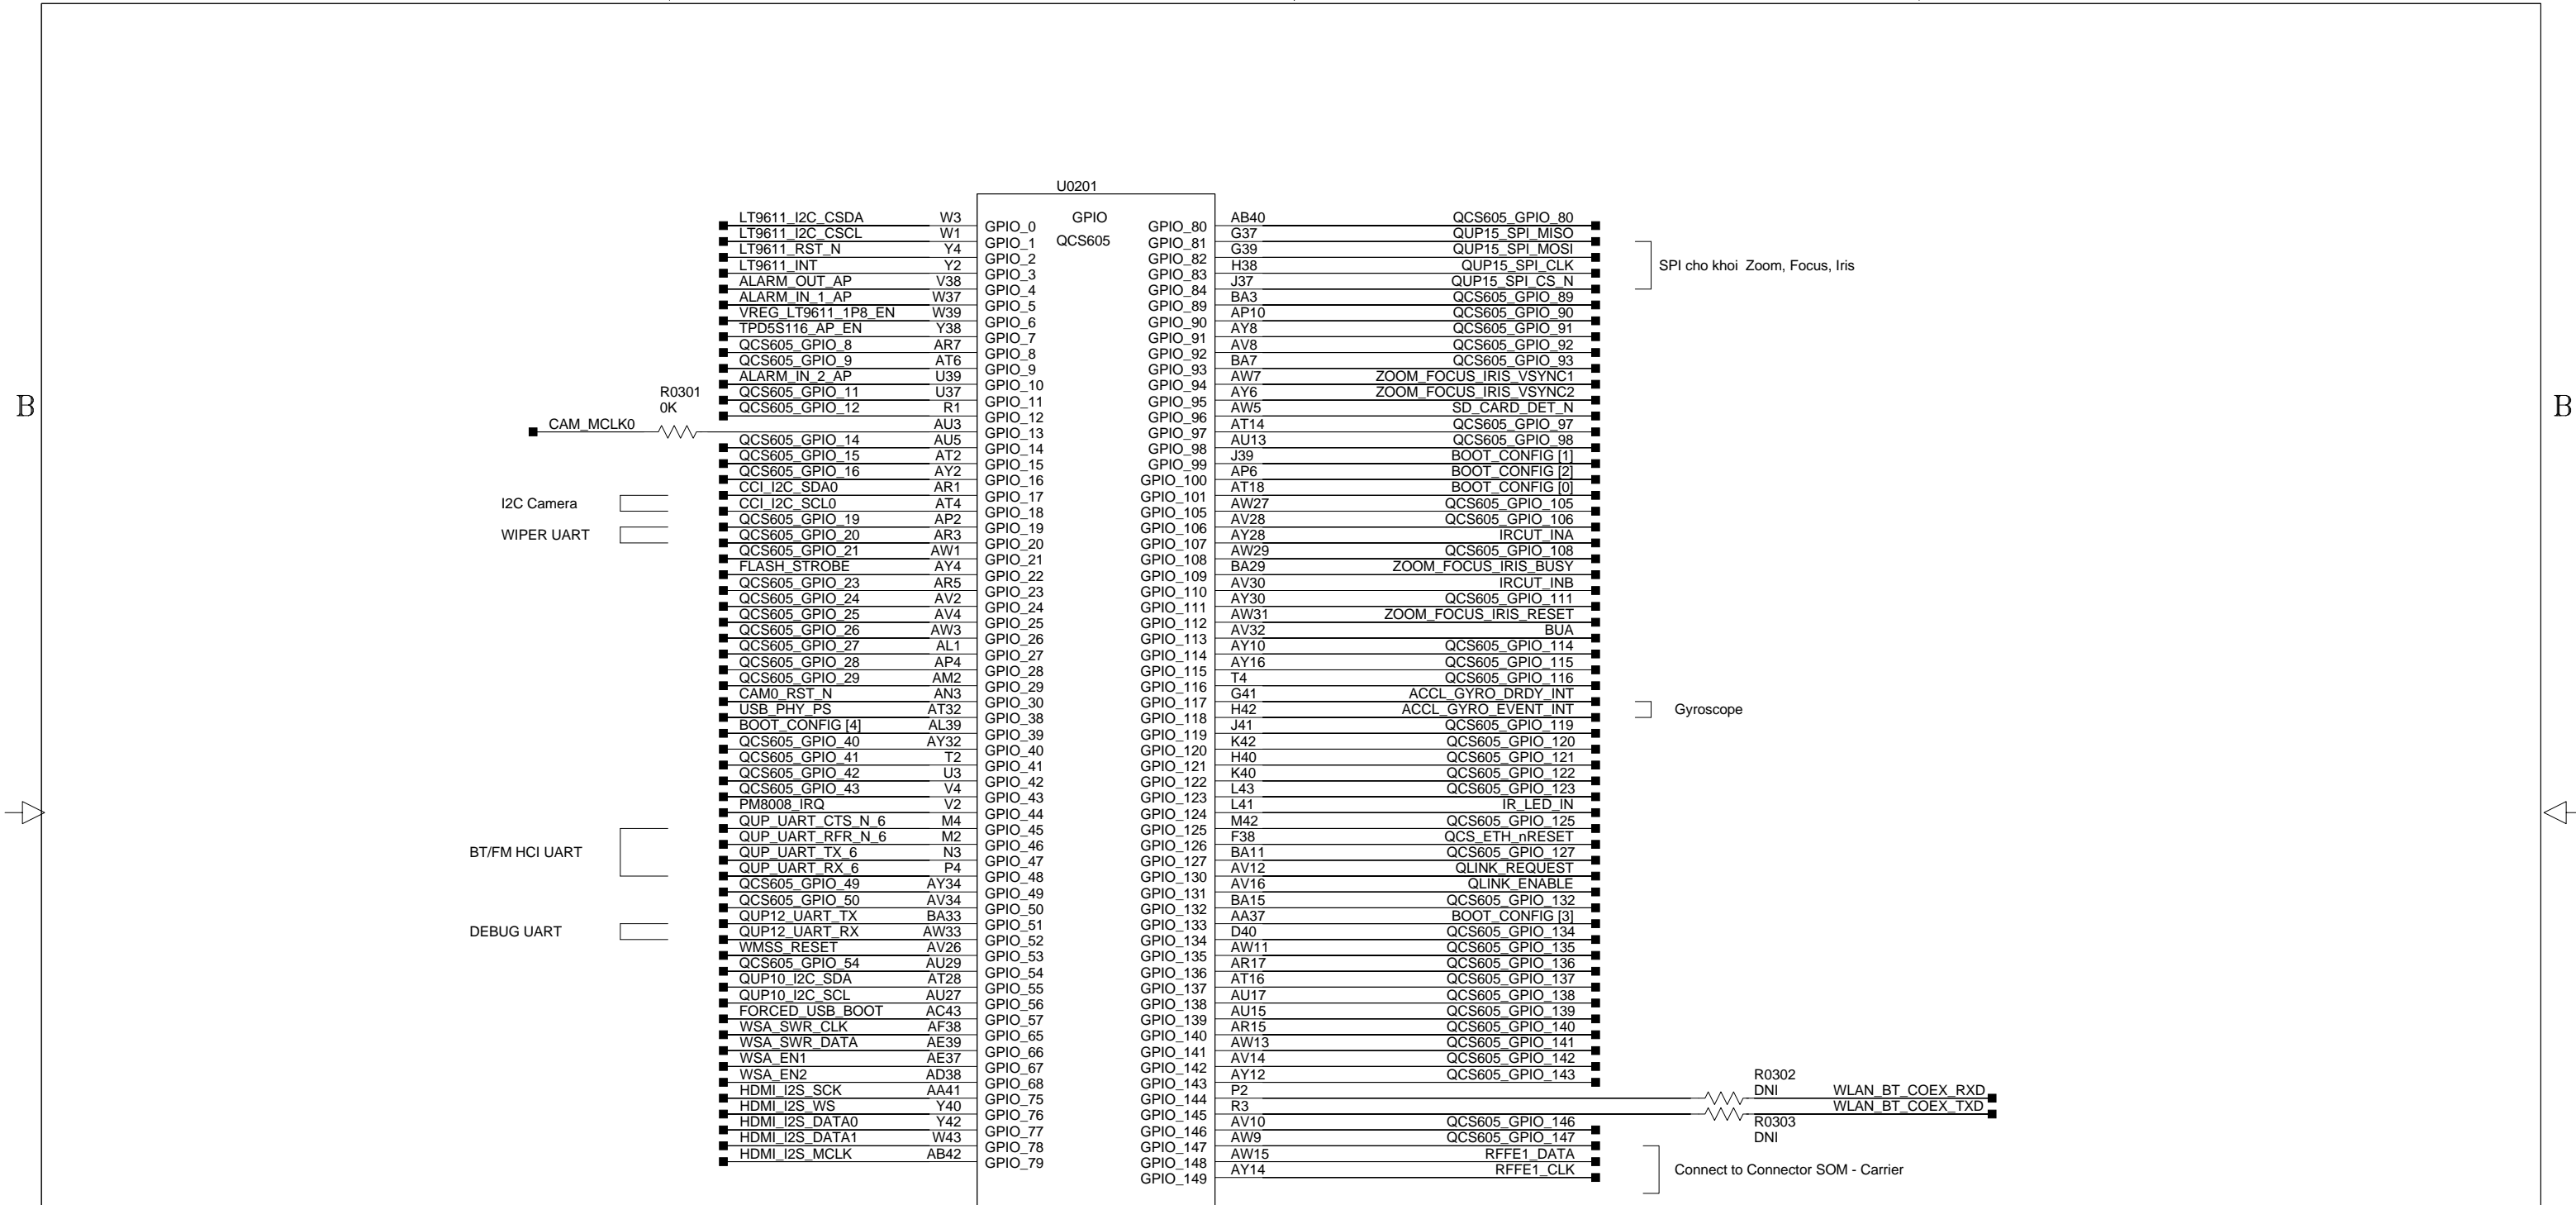 U0201
GPIO
QCS605
LT9611_I2C_CSDA W3 GPIO_0 GPIO_80 AB40 QCS605_GPIO_80
LT9611_I2C_CSCL W1 GPIO_1 GPIO_81 G37 QUP15_SPI_MISO
LT9611_RST_N Y4 GPIO_2 GPIO_82 G39 QUP15_SPI_MOSI
LT9611_INT Y2 GPIO_3 GPIO_83 H38 QUP15_SPI_CLK
SPI cho khoi Zoom, Focus, Iris
ALARM_OUT_AP V38 GPIO_4 GPIO_84 J37 QUP15_SPI_CS_N
ALARM_IN_1_AP W37 GPIO_5 GPIO_89 BA3 QCS605_GPIO_89
VREG_LT9611_1P8_EN W39 GPIO_6 GPIO_90 AP10 QCS605_GPIO_90
TPD5S116_AP_EN Y38 GPIO_7 GPIO_91 AY8 QCS605_GPIO_91
QCS605_GPIO_8 AR7 GPIO_8 GPIO_92 AV8 QCS605_GPIO_92
QCS605_GPIO_9 AT6 GPIO_9 GPIO_93 BA7 QCS605_GPIO_93
ALARM_IN_2_AP U39 GPIO_10 GPIO_94 AW7 ZOOM_FOCUS_IRIS_VSYNC1
QCS605_GPIO_11 U37 GPIO_11 GPIO_95 AY6 ZOOM_FOCUS_IRIS_VSYNC2
QCS605_GPIO_12 R1 GPIO_12 GPIO_96 AW5 SD_CARD_DET_N
B
B
R0301
0K
CAM_MCLK0 AU3 GPIO_13 GPIO_97 AT14 QCS605_GPIO_97
QCS605_GPIO_14 AU5 GPIO_14 GPIO_98 AU13 QCS605_GPIO_98
QCS605_GPIO_15 AT2 GPIO_15 GPIO_99 J39 BOOT_CONFIG [1]
QCS605_GPIO_16 AY2 GPIO_16 GPIO_100 AP6 BOOT_CONFIG [2]
CCI_I2C_SDA0 AR1 GPIO_17 GPIO_101 AT18 BOOT_CONFIG [0]
I2C Camera
CCI_I2C_SCL0 AT4 GPIO_18 GPIO_105 AW27 QCS605_GPIO_105
QCS605_GPIO_19 AP2 GPIO_19 GPIO_106 AV28 QCS605_GPIO_106
WIPER UART
QCS605_GPIO_20 AR3 GPIO_20 GPIO_107 AY28 IRCUT_INA
QCS605_GPIO_21 AW1 GPIO_21 GPIO_108 AW29 QCS605_GPIO_108
FLASH_STROBE AY4 GPIO_22 GPIO_109 BA29 ZOOM_FOCUS_IRIS_BUSY
QCS605_GPIO_23 AR5 GPIO_23 GPIO_110 AV30 IRCUT_INB
QCS605_GPIO_24 AV2 GPIO_24 GPIO_111 AY30 QCS605_GPIO_111
QCS605_GPIO_25 AV4 GPIO_25 GPIO_112 AW31 ZOOM_FOCUS_IRIS_RESET
QCS605_GPIO_26 AW3 GPIO_26 GPIO_113 AV32 BUA
QCS605_GPIO_27 AL1 GPIO_27 GPIO_114 AY10 QCS605_GPIO_114
QCS605_GPIO_28 AP4 GPIO_28 GPIO_115 AY16 QCS605_GPIO_115
QCS605_GPIO_29 AM2 GPIO_29 GPIO_116 T4 QCS605_GPIO_116
CAM0_RST_N AN3 GPIO_30 GPIO_117 G41 ACCL_GYRO_DRDY_INT
USB_PHY_PS AT32 GPIO_38 GPIO_118 H42 ACCL_GYRO_EVENT_INT
Gyroscope
BOOT_CONFIG [4] AL39 GPIO_39 GPIO_119 J41 QCS605_GPIO_119
QCS605_GPIO_40 AY32 GPIO_40 GPIO_120 K42 QCS605_GPIO_120
QCS605_GPIO_41 T2 GPIO_41 GPIO_121 H40 QCS605_GPIO_121
QCS605_GPIO_42 U3 GPIO_42 GPIO_122 K40 QCS605_GPIO_122
QCS605_GPIO_43 V4 GPIO_43 GPIO_123 L43 QCS605_GPIO_123
PM8008_IRQ V2 GPIO_44 GPIO_124 L41 IR_LED_IN
QUP_UART_CTS_N_6 M4 GPIO_45 GPIO_125 M42 QCS605_GPIO_125
QUP_UART_RFR_N_6 M2 GPIO_46 GPIO_126 F38 QCS_ETH_nRESET
BT/FM HCI UART
QUP_UART_TX_6 N3 GPIO_47 GPIO_127 BA11 QCS605_GPIO_127
QUP_UART_RX_6 P4 GPIO_48 GPIO_130 AV12 QLINK_REQUEST
QCS605_GPIO_49 AY34 GPIO_49 GPIO_131 AV16 QLINK_ENABLE
QCS605_GPIO_50 AV34 GPIO_50 GPIO_132 BA15 QCS605_GPIO_132
QUP12_UART_TX BA33 GPIO_51 GPIO_133 AA37 BOOT_CONFIG [3]
DEBUG UART
QUP12_UART_RX AW33 GPIO_52 GPIO_134 D40 QCS605_GPIO_134
WMSS_RESET AV26 GPIO_53 GPIO_135 AW11 QCS605_GPIO_135
QCS605_GPIO_54 AU29 GPIO_54 GPIO_136 AR17 QCS605_GPIO_136
QUP10_I2C_SDA AT28 GPIO_55 GPIO_137 AT16 QCS605_GPIO_137
QUP10_I2C_SCL AU27 GPIO_56 GPIO_138 AU17 QCS605_GPIO_138
FORCED_USB_BOOT AC43 GPIO_57 GPIO_139 AU15 QCS605_GPIO_139
WSA_SWR_CLK AF38 GPIO_65 GPIO_140 AR15 QCS605_GPIO_140
WSA_SWR_DATA AE39 GPIO_66 GPIO_141 AW13 QCS605_GPIO_141
WSA_EN1 AE37 GPIO_67 GPIO_142 AV14 QCS605_GPIO_142
WSA_EN2 AD38 GPIO_68 GPIO_143 AY12 QCS605_GPIO_143
R0302
DNI
HDMI_I2S_SCK AA41 GPIO_75 GPIO_144 P2 WLAN_BT_COEX_RXD
HDMI_I2S_WS Y40 GPIO_76 GPIO_145 R3 WLAN_BT_COEX_TXD
R0303
DNI
HDMI_I2S_DATA0 Y42 GPIO_77 GPIO_146 AV10 QCS605_GPIO_146
HDMI_I2S_DATA1 W43 GPIO_78 GPIO_147 AW9 QCS605_GPIO_147
HDMI_I2S_MCLK AB42 GPIO_79 GPIO_148 AW15 RFFE1_DATA
GPIO_149 AY14 RFFE1_CLK
Connect to Connector SOM - Carrier